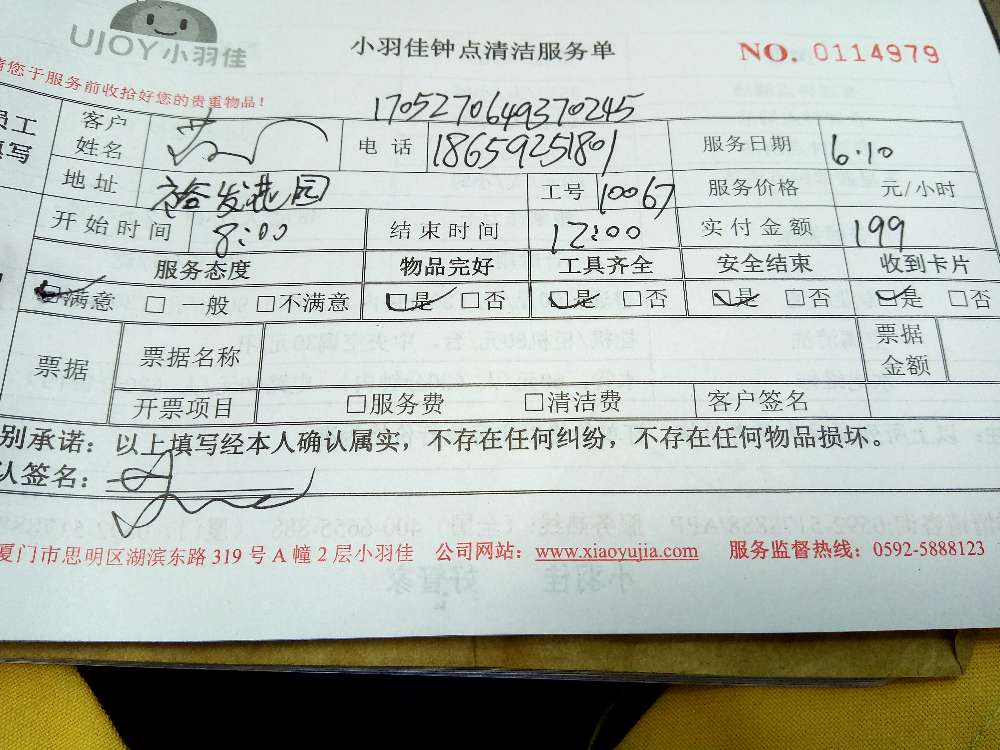 UJOY小羽佳
小羽佳钟点清洁服务单 NO. 0114979
您于服务前收拾好您的贵重物品!
1705270649370245
员工填写 客户姓名 电话 18659251801 服务日期 6.10
地址 裕发花园 工号 10067 服务价格 元/小时
开始时间 8:00 结束时间 12:00 实付金额 199
服务态度 物品完好 工具齐全 安全结束 收到卡片
满意 □ 一般 □不满意 □是 □否 □是 □否 □是 □否 □是 □否
票据 票据名称 票据金额
开票项目 □服务费 □清洁费 客户签名
别承诺：以上填写经本人确认属实，不存在任何纠纷，不存在任何物品损坏。
认签名：
厦门市思明区湖滨东路 319 号 A 幢 2 层小羽佳 公司网站：www.xiaoyujia.com 服务监督热线：0592-5888123